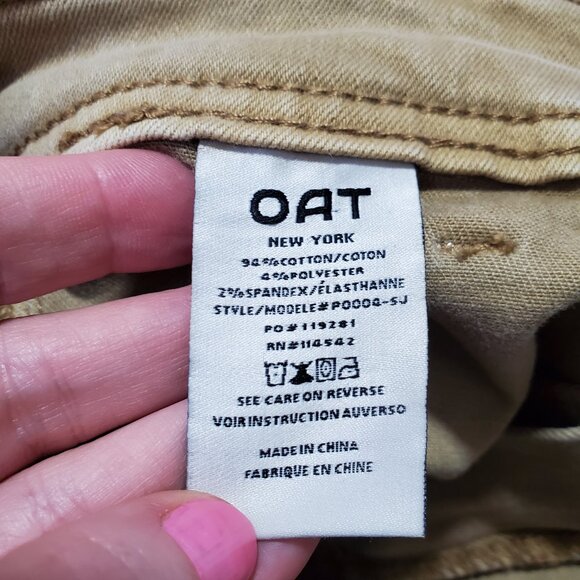 OAT
NEW YORK
94%COTTON/COTON
4%POLYESTER
2%SPANDEX/ÉLASTHANNE
STYLE/MODELE#P0004-SJ
PO#119281
RN#114542
SEE CARE ON REVERSE
VOIR INSTRUCTION AUVERSO
MADE IN CHINA
FABRIQUE EN CHINE